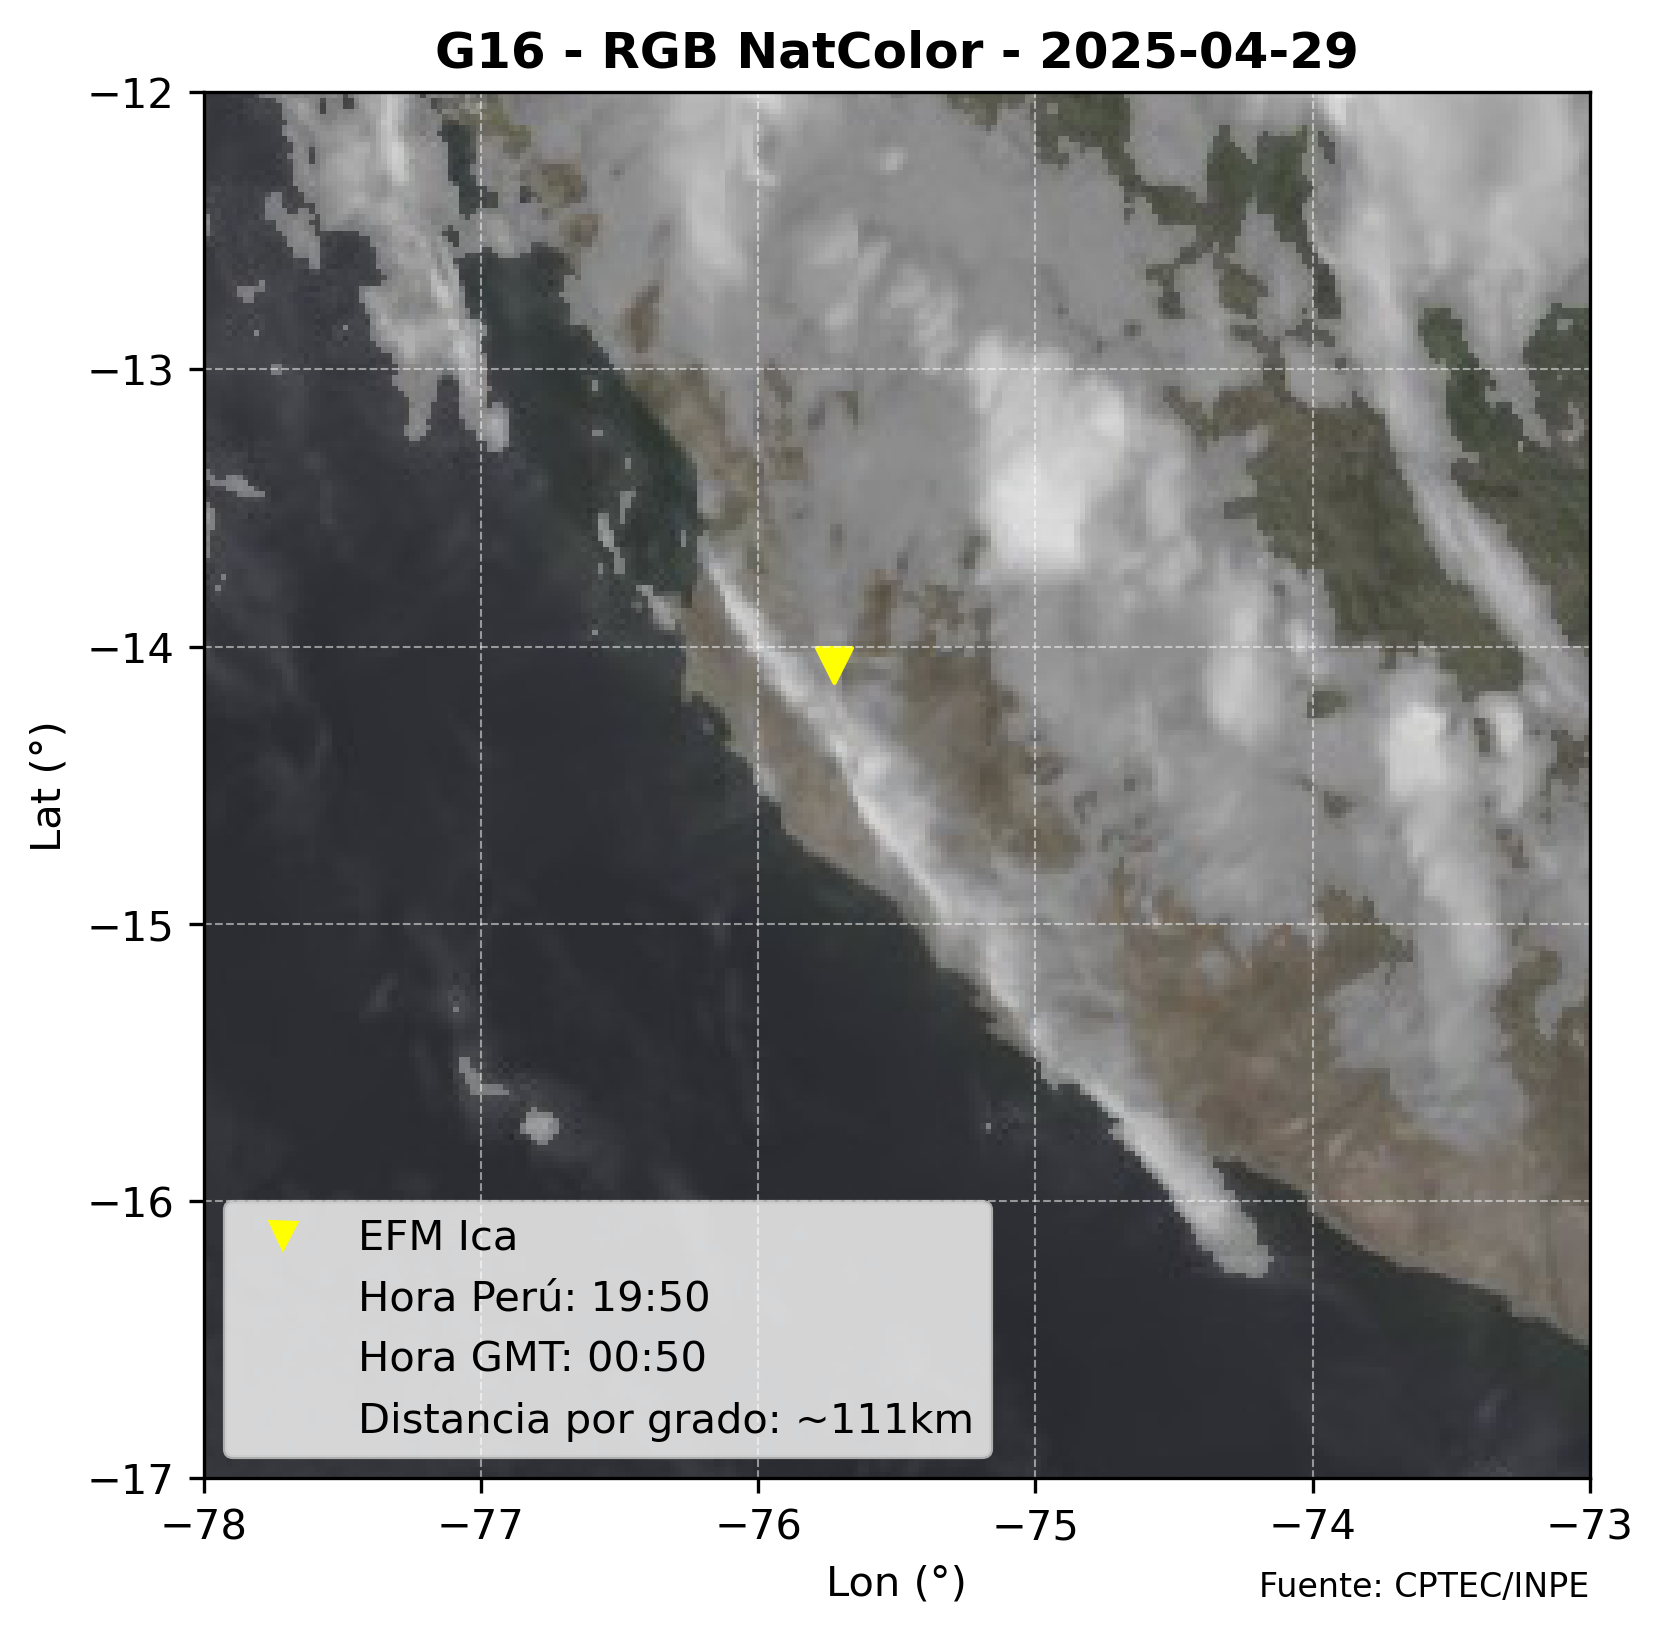 G16 - RGB NatColor - 2025-04-29
−12
−13
−14
−15
−16
−17
Lat (°)
EFM Ica
Hora Perú: 19:50
Hora GMT: 00:50
Distancia por grado: ~111km
−78 −77 −76 −75 −74 −73
Lon (°)
Fuente: CPTEC/INPE